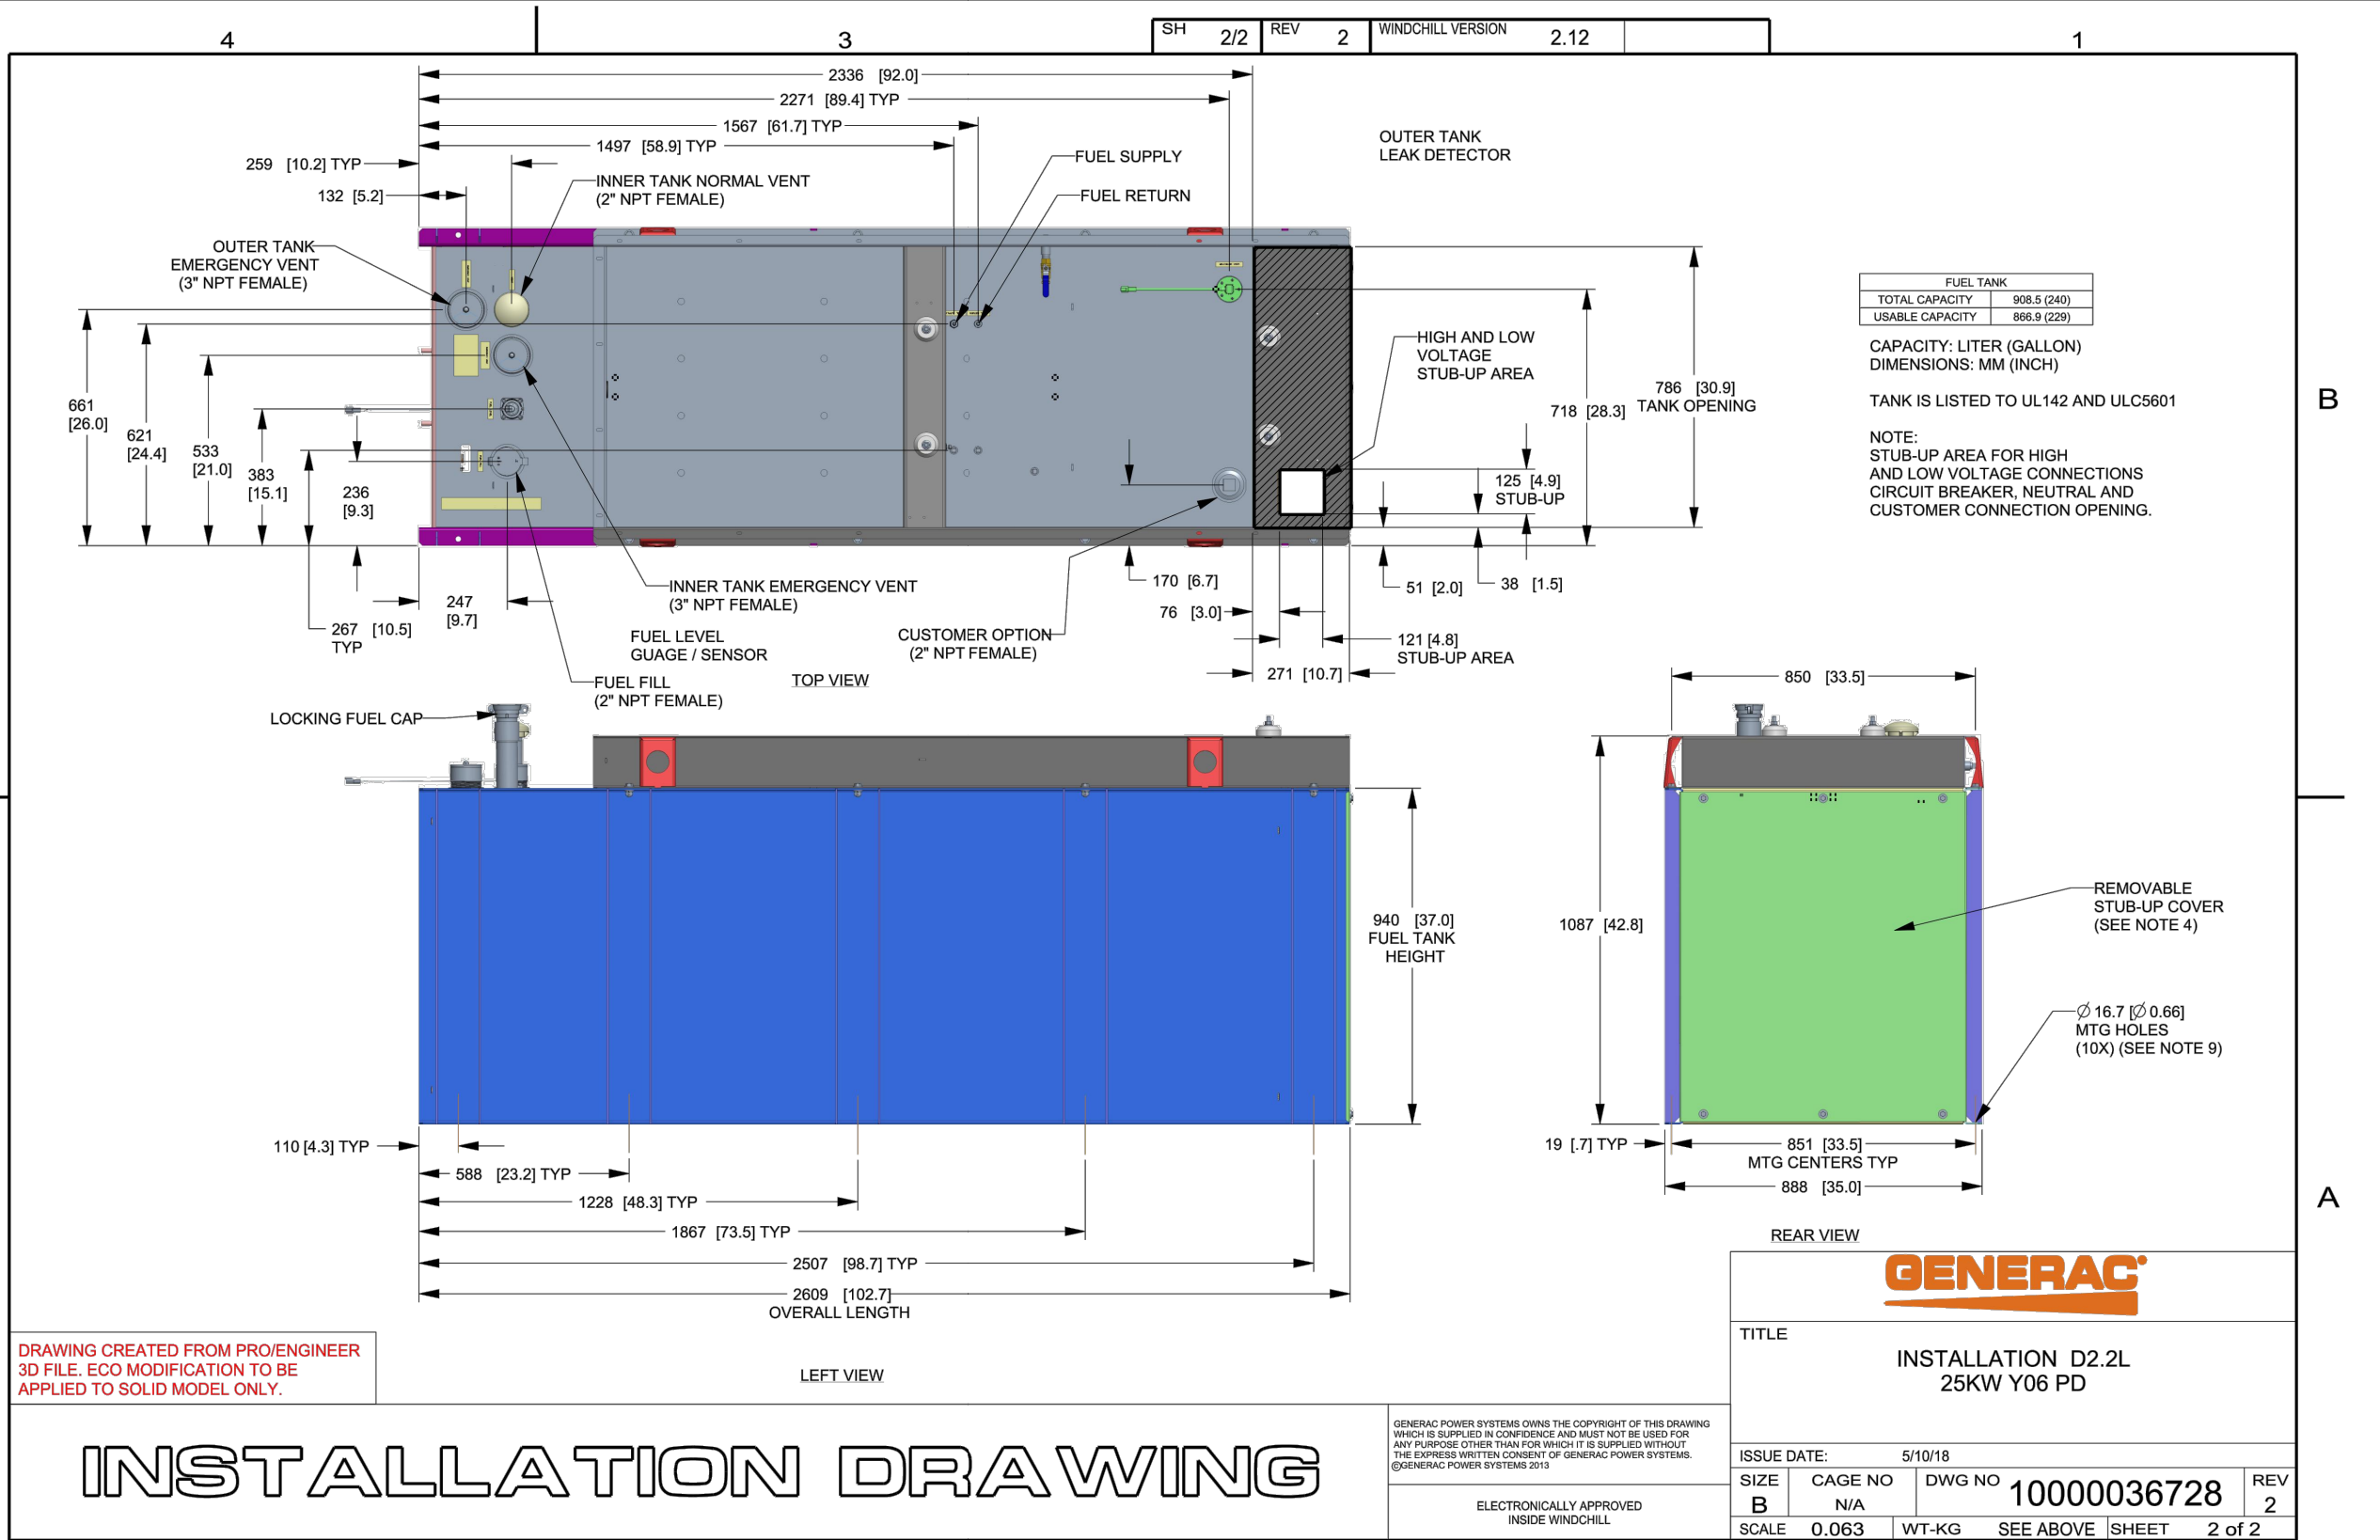 4
3
SH 2/2
REV 2
WINDCHILL VERSION 2.12
1
2336 [92.0]
2271 [89.4] TYP
1567 [61.7] TYP
1497 [58.9] TYP
259 [10.2] TYP
132 [5.2]
INNER TANK NORMAL VENT
(2" NPT FEMALE)
FUEL SUPPLY
FUEL RETURN
OUTER TANK
LEAK DETECTOR
OUTER TANK
EMERGENCY VENT
(3" NPT FEMALE)
661
[26.0]
621
[24.4]
533
[21.0]
383
[15.1]
236
[9.3]
267 [10.5]
TYP
247
[9.7]
INNER TANK EMERGENCY VENT
(3" NPT FEMALE)
FUEL LEVEL
GUAGE / SENSOR
FUEL FILL
(2" NPT FEMALE)
TOP VIEW
CUSTOMER OPTION
(2" NPT FEMALE)
170 [6.7]
76 [3.0]
121 [4.8]
STUB-UP AREA
271 [10.7]
51 [2.0]
38 [1.5]
125 [4.9]
STUB-UP
HIGH AND LOW
VOLTAGE
STUB-UP AREA
718 [28.3]
786 [30.9]
TANK OPENING
FUEL TANK
TOTAL CAPACITY 908.5 (240)
USABLE CAPACITY 866.9 (229)
CAPACITY: LITER (GALLON)
DIMENSIONS: MM (INCH)
TANK IS LISTED TO UL142 AND ULC5601
NOTE:
STUB-UP AREA FOR HIGH
AND LOW VOLTAGE CONNECTIONS
CIRCUIT BREAKER, NEUTRAL AND
CUSTOMER CONNECTION OPENING.
B
LOCKING FUEL CAP
940 [37.0]
FUEL TANK
HEIGHT
110 [4.3] TYP
588 [23.2] TYP
1228 [48.3] TYP
1867 [73.5] TYP
2507 [98.7] TYP
2609 [102.7]
OVERALL LENGTH
LEFT VIEW
850 [33.5]
1087 [42.8]
REMOVABLE
STUB-UP COVER
(SEE NOTE 4)
Ø 16.7 [Ø 0.66]
MTG HOLES
(10X) (SEE NOTE 9)
19 [.7] TYP
851 [33.5]
MTG CENTERS TYP
888 [35.0]
REAR VIEW
A
DRAWING CREATED FROM PRO/ENGINEER
3D FILE. ECO MODIFICATION TO BE
APPLIED TO SOLID MODEL ONLY.
INSTALLATION DRAWING
GENERAC POWER SYSTEMS OWNS THE COPYRIGHT OF THIS DRAWING
WHICH IS SUPPLIED IN CONFIDENCE AND MUST NOT BE USED FOR
ANY PURPOSE OTHER THAN FOR WHICH IT IS SUPPLIED WITHOUT
THE EXPRESS WRITTEN CONSENT OF GENERAC POWER SYSTEMS.
©GENERAC POWER SYSTEMS 2013
ELECTRONICALLY APPROVED
INSIDE WINDCHILL
GENERAC®
TITLE
INSTALLATION D2.2L
25KW Y06 PD
ISSUE DATE: 5/10/18
SIZE B
CAGE NO N/A
DWG NO 10000036728
REV 2
SCALE 0.063
WT-KG SEE ABOVE
SHEET 2 of 2